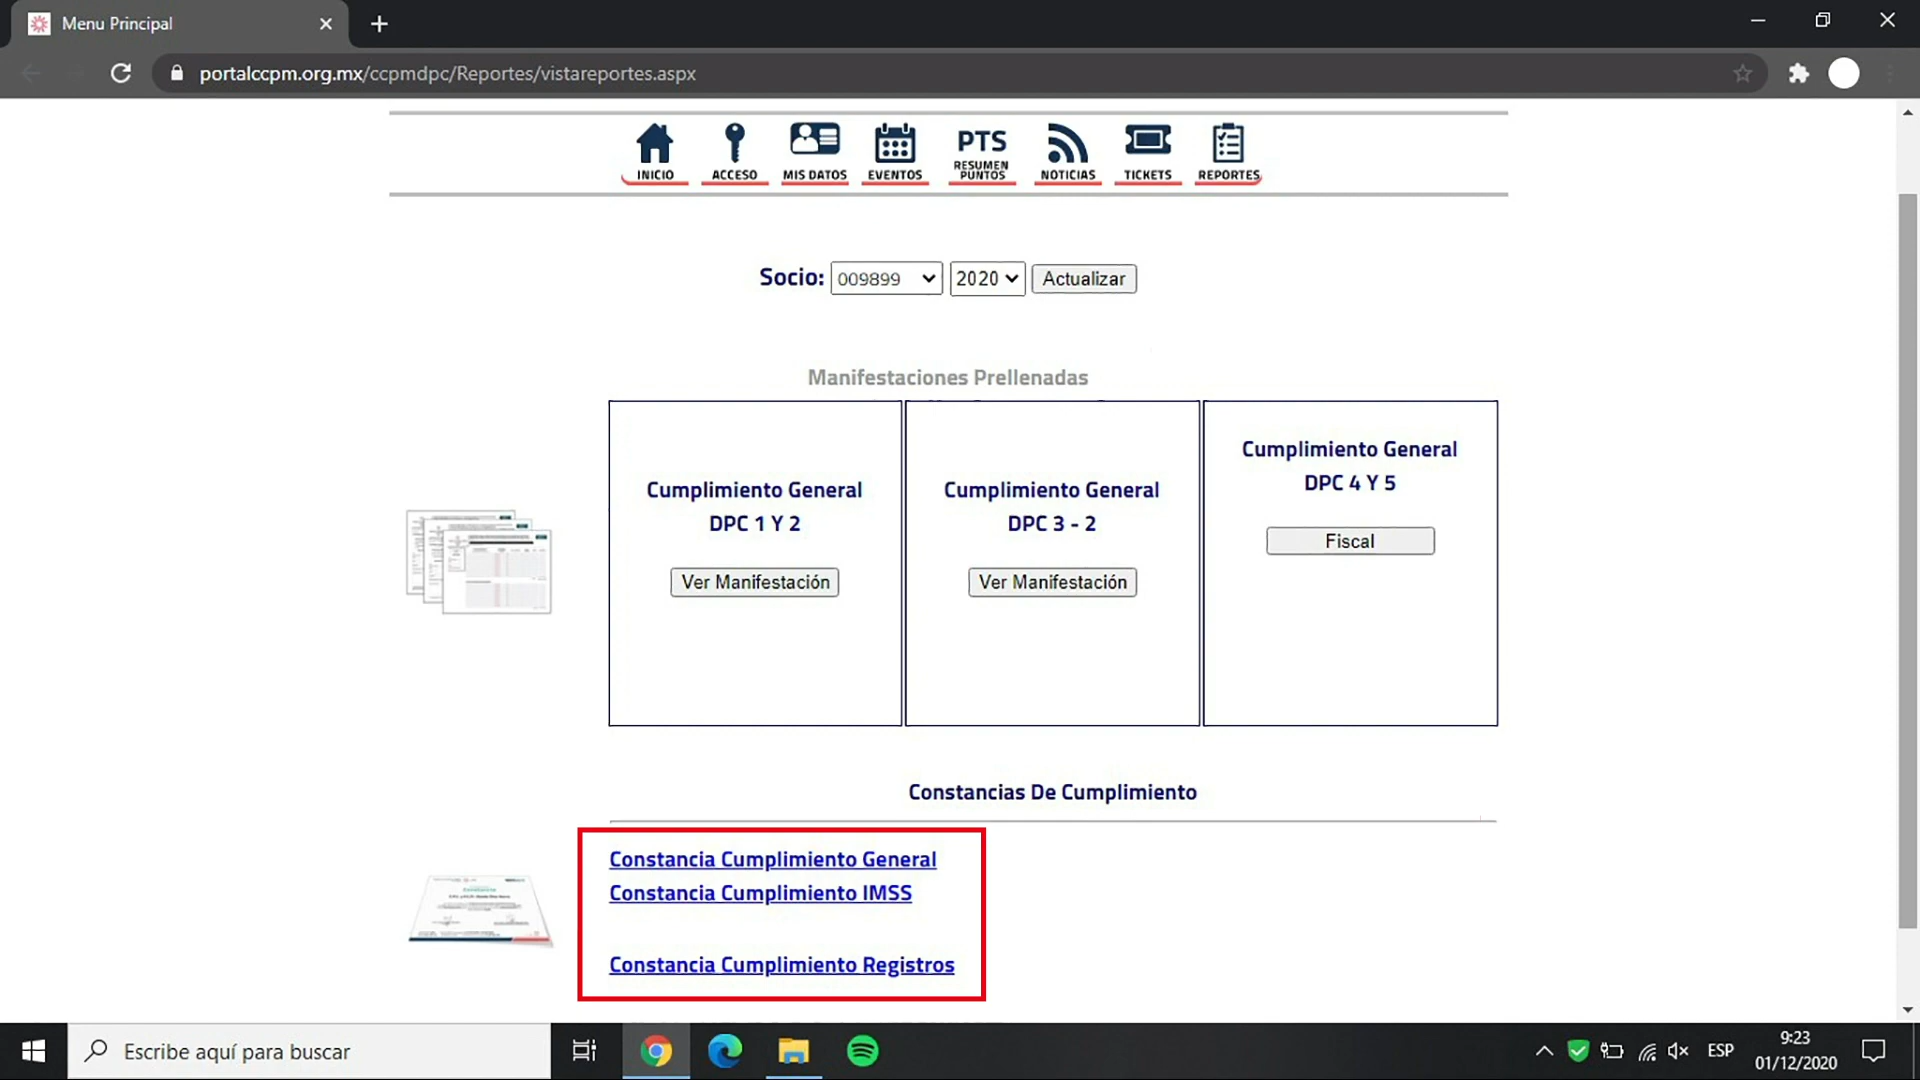 Menu Principal
portalccpm.org.mx/ccpmdpc/Reportes/vistareportes.aspx
INICIO
ACCESO
MIS DATOS
EVENTOS
PTS
RESUMEN
PUNTOS
NOTICIAS
TICKETS
REPORTES
Socio: 009899 2020 Actualizar
Manifestaciones Prellenadas
Cumplimiento General
DPC 1 Y 2
Ver Manifestación
Cumplimiento General
DPC 3 - 2
Ver Manifestación
Cumplimiento General
DPC 4 Y 5
Fiscal
Constancias De Cumplimiento
Constancia Cumplimiento General
Constancia Cumplimiento IMSS
Constancia Cumplimiento Registros
Escribe aquí para buscar
ESP
9:23
01/12/2020